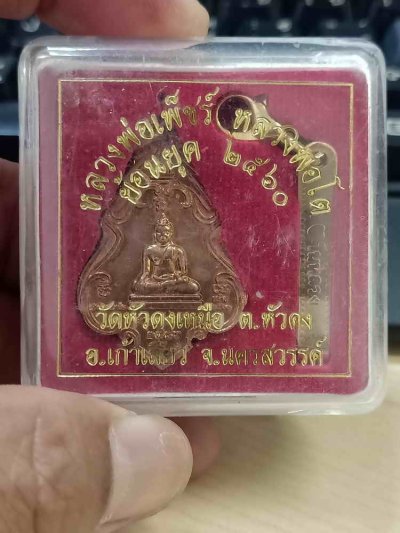 หลวงพ่อเพ็ชร์ หลวงพ่อโต
ย้อนยุค ๒๕๖๐
วัดหัวดงเหนือ ต.หัวดง
อ.เก้าเลี้ยว จ.นครสวรรค์